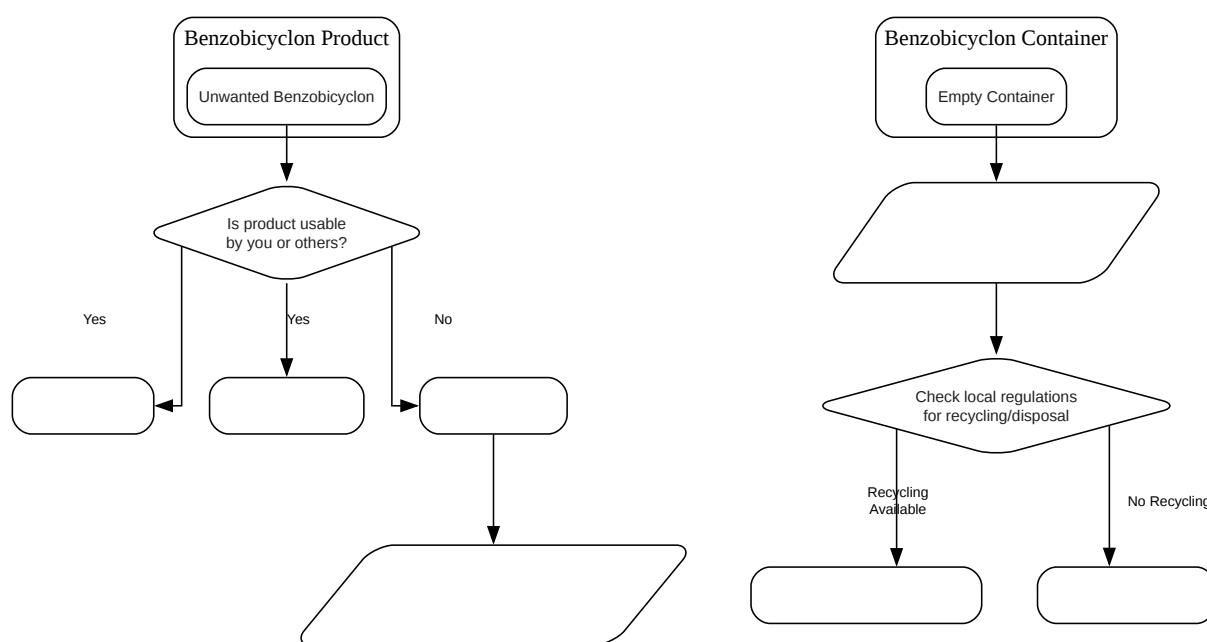 Benzobicyclon Product
Unwanted Benzobicyclon
Is product usable
by you or others?
Yes
Yes
No
Benzobicyclon Container
Empty Container
Check local regulations
for recycling/disposal
Recycling
Available
No Recycling